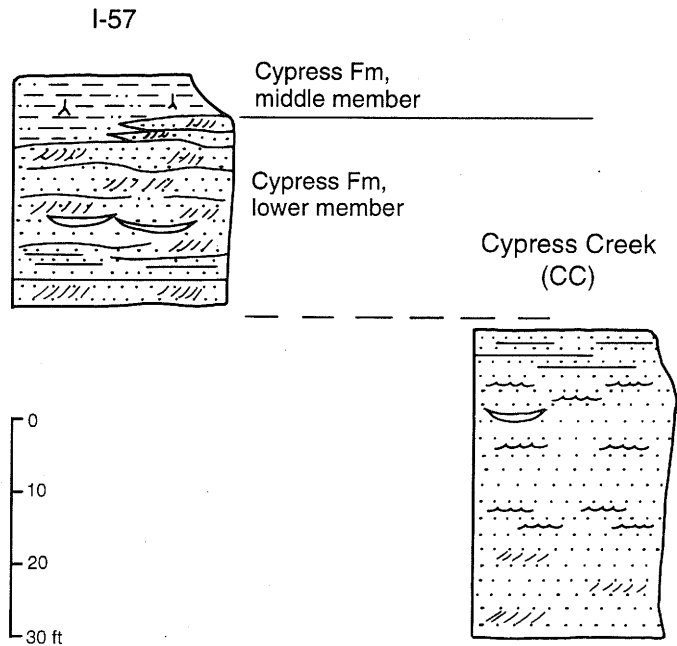 I-57
Cypress Fm,
middle member
Cypress Fm,
lower member
Cypress Creek
(CC)
0
10
20
30 ft